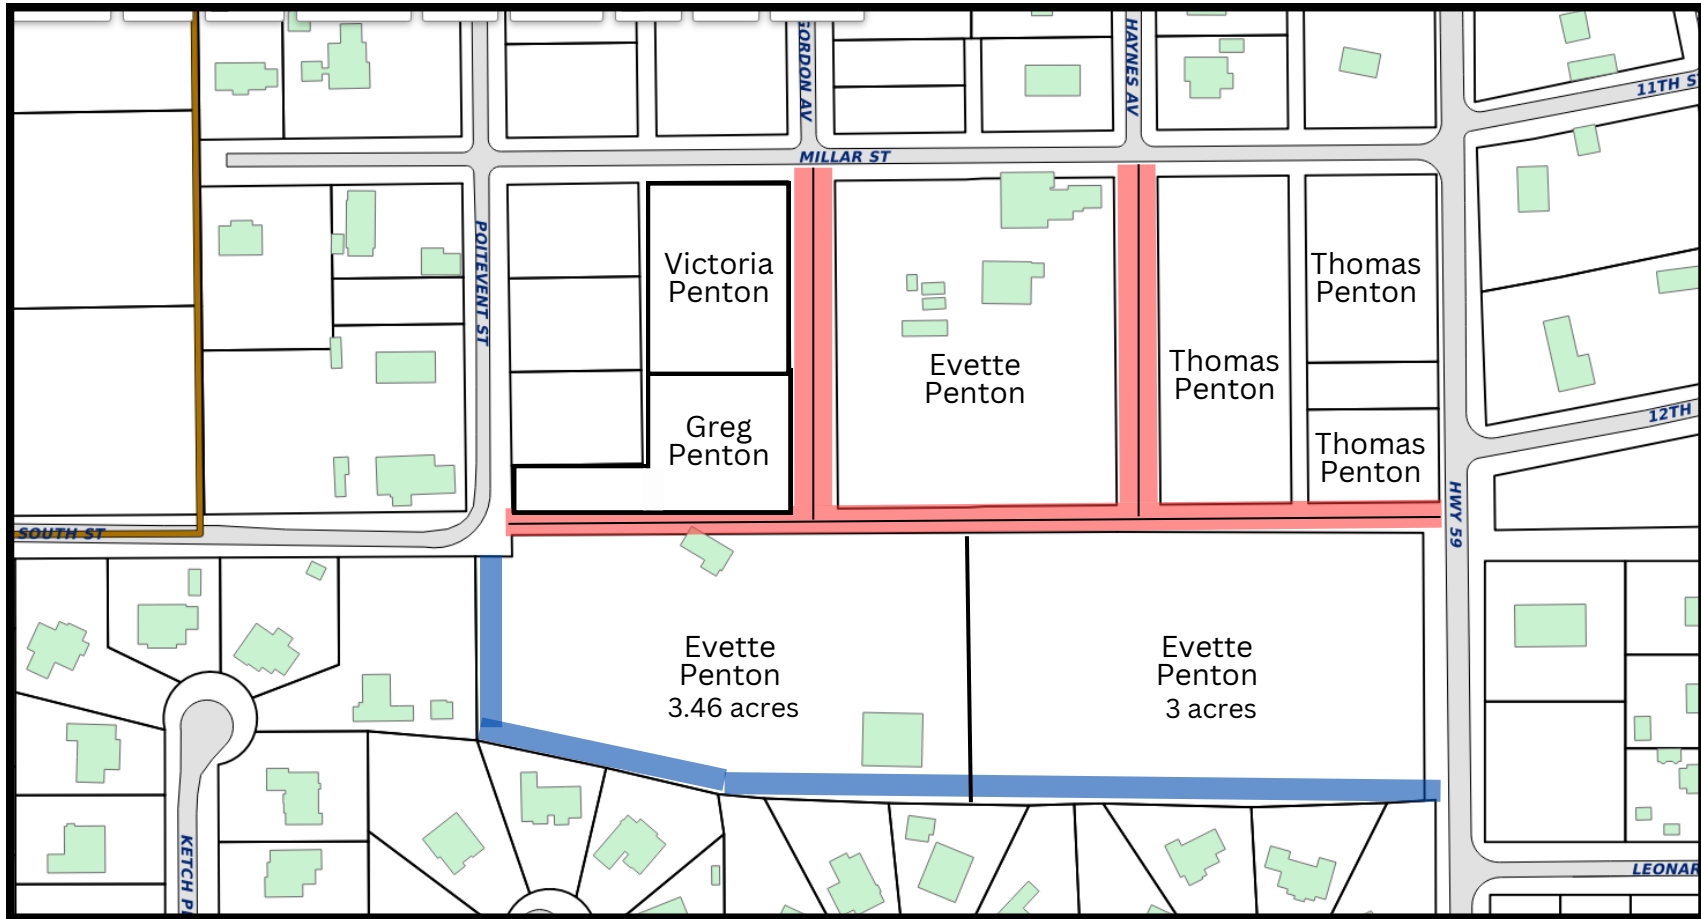 GORDON AV
HAYNES AV
11TH S
MILLAR ST
POITEVENT ST
Victoria
Penton
Thomas
Penton
Evette
Penton
Thomas
Penton
Greg
Penton
Thomas
Penton
12TH
HWY 59
SOUTH ST
Evette
Penton
3.46 acres
Evette
Penton
3 acres
KETCH PL
LEONAR